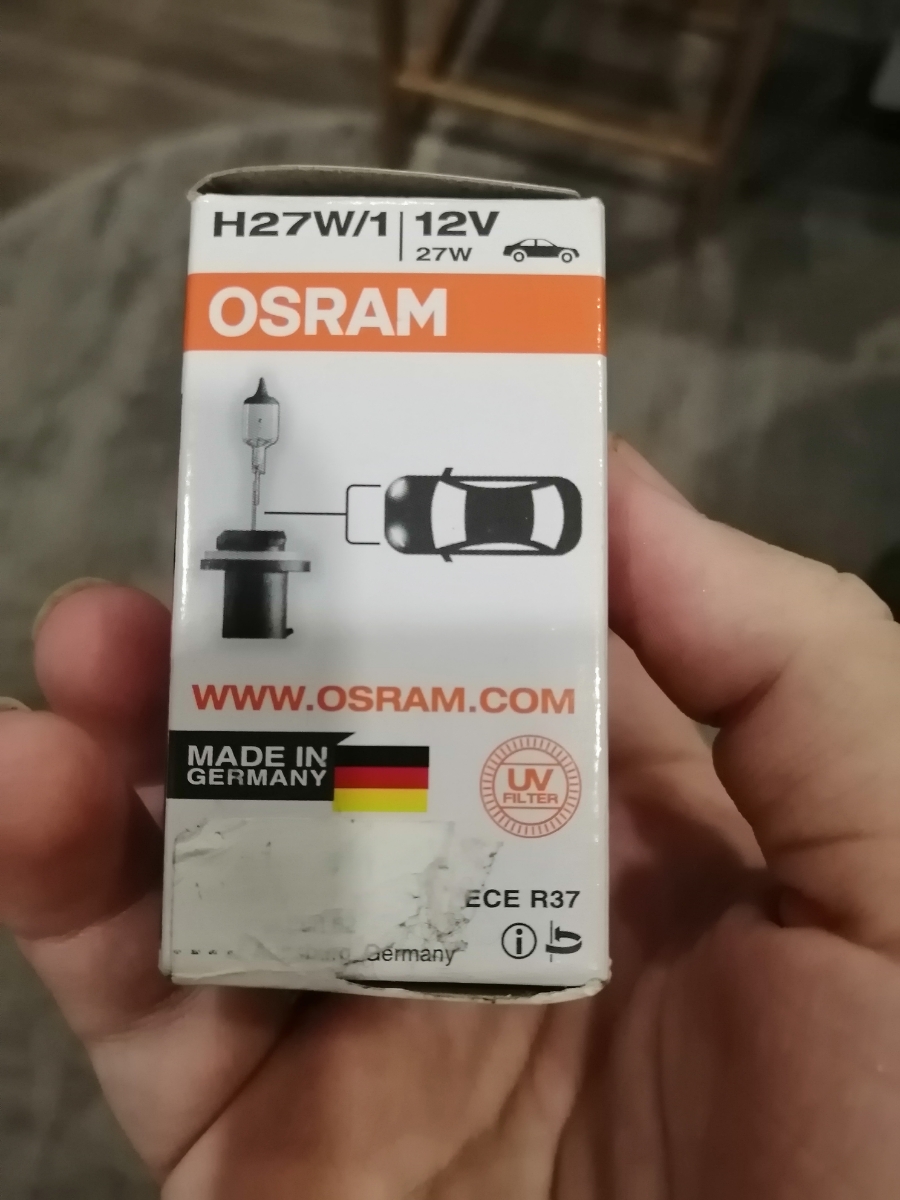 H27W/1 | 12V
27W
OSRAM
WWW.OSRAM.COM
MADE IN
GERMANY
UV
FILTER
ECE R37
Germany